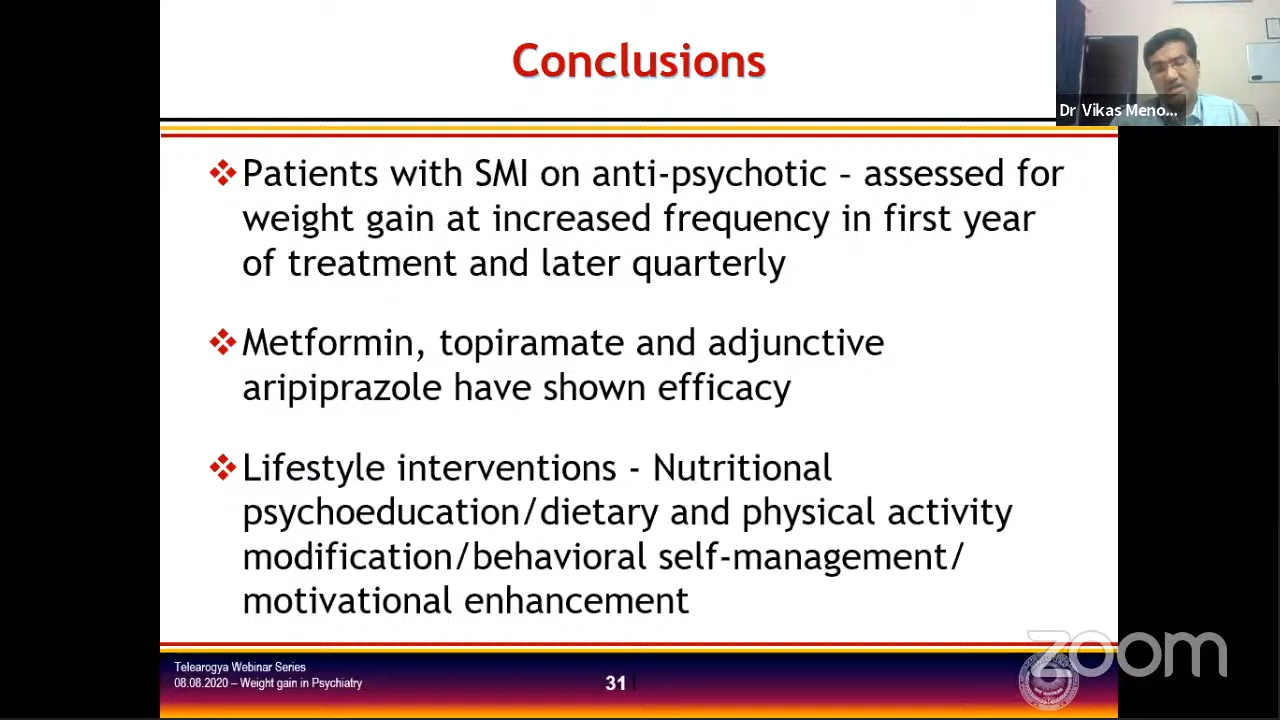 Conclusions
Dr Vikas Meno...
❖Patients with SMI on anti-psychotic – assessed for
weight gain at increased frequency in first year
of treatment and later quarterly
❖Metformin, topiramate and adjunctive
aripiprazole have shown efficacy
❖Lifestyle interventions - Nutritional
psychoeducation/dietary and physical activity
modification/behavioral self-management/
motivational enhancement
zoom
Telearogya Webinar Series
08.08.2020 – Weight gain in Psychiatry
31